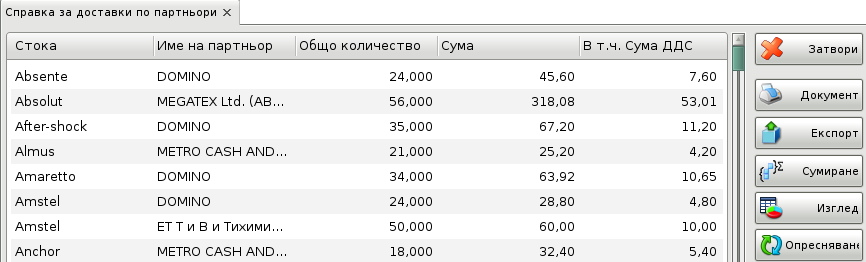 Справка за доставки по партньори ×
Стока Име на партньор Общо количество Сума В т.ч. Сума ДДС
Absente DOMINO 24,000 45,60 7,60
Absolut MEGATEX Ltd. (AB... 56,000 318,08 53,01
After-shock DOMINO 35,000 67,20 11,20
Almus METRO CASH AND... 21,000 25,20 4,20
Amaretto DOMINO 34,000 63,92 10,65
Amstel DOMINO 24,000 28,80 4,80
Amstel ЕТ Т и В и Тихими... 50,000 60,00 10,00
Anchor METRO CASH AND... 18,000 32,40 5,40
Затвори
Документ
Експорт
Сумиране
Изглед
Опресняване